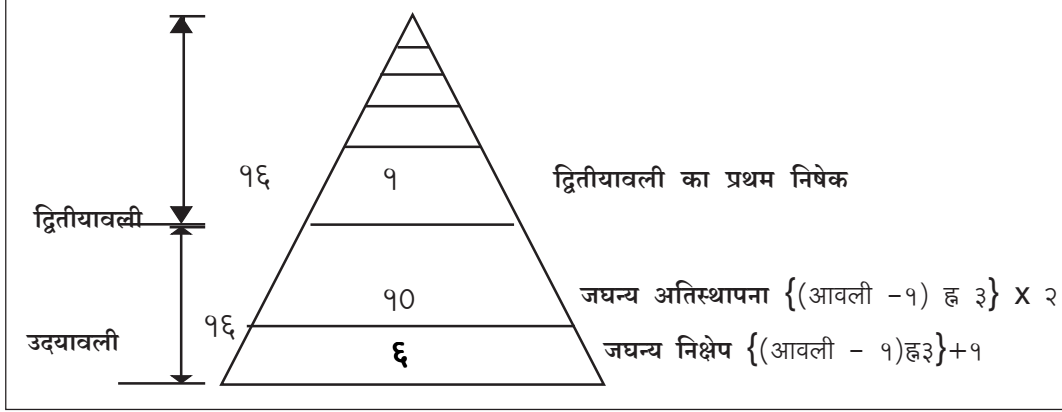 १६ १ द्वितीयावली का प्रथम निषेक
द्वितीयावली
१० जघन्य अतिस्थापना {(आवली -१) ह्न ३} X २
१६
उदयावली ६ जघन्य निक्षेप {(आवली - १)ह्न३}+१